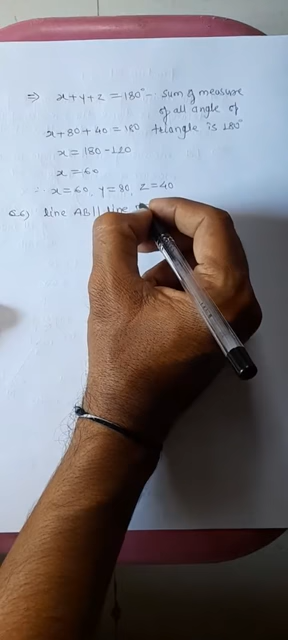 ⇒ x+y+z = 180° - sum of measure
of all angle of
x+80+40 = 180 triangle is 180°
x = 180 - 120
x = 60
∴ x = 60, y = 80, z = 40
line AB || line